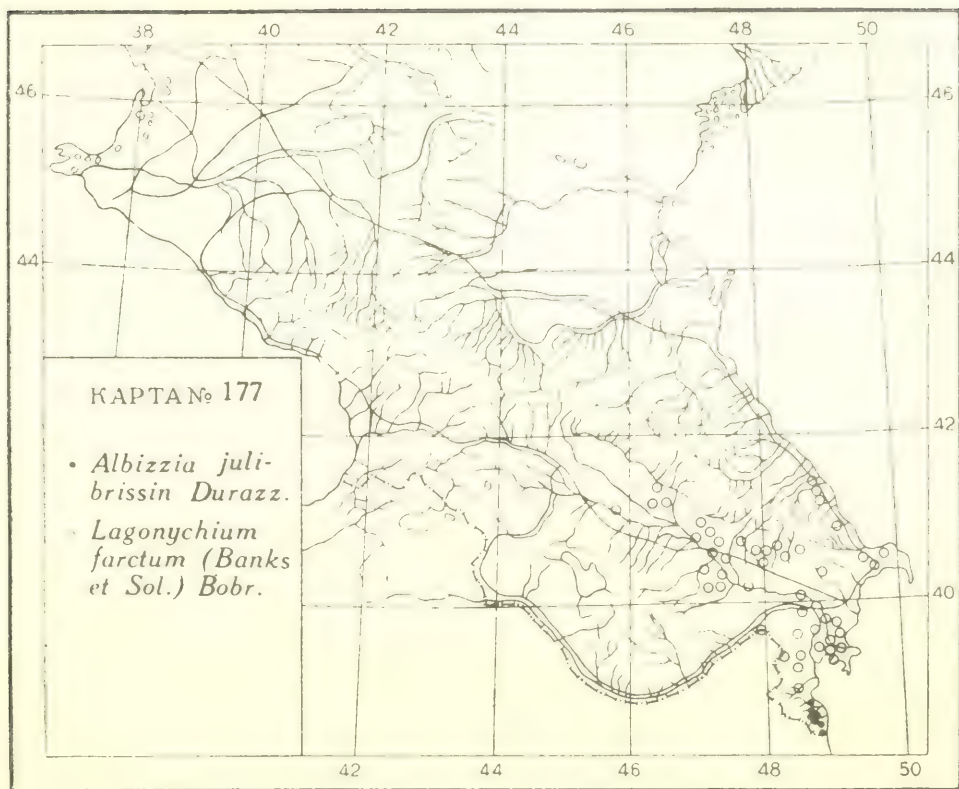 38 40 42 44 46 48 50
46 46
44 44
КАРТА № 177
42
• Albizzia juli-
brissin Durazz.
○ Lagonychium
farctum (Banks
et Sol.) Bobr.
40
42 44 46 48 50